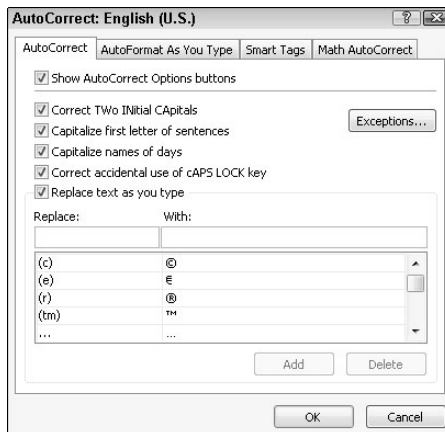 AutoCorrect: English (U.S.)
AutoCorrect AutoFormat As You Type Smart Tags Math AutoCorrect
Show AutoCorrect Options buttons
Correct TWo INitial CApitals
Exceptions...
Capitalize first letter of sentences
Capitalize names of days
Correct accidental use of cAPS LOCK key
Replace text as you type
Replace: With:
(c) ©
(e) €
(r) ®
(tm) ™
... ...
Add Delete
OK Cancel